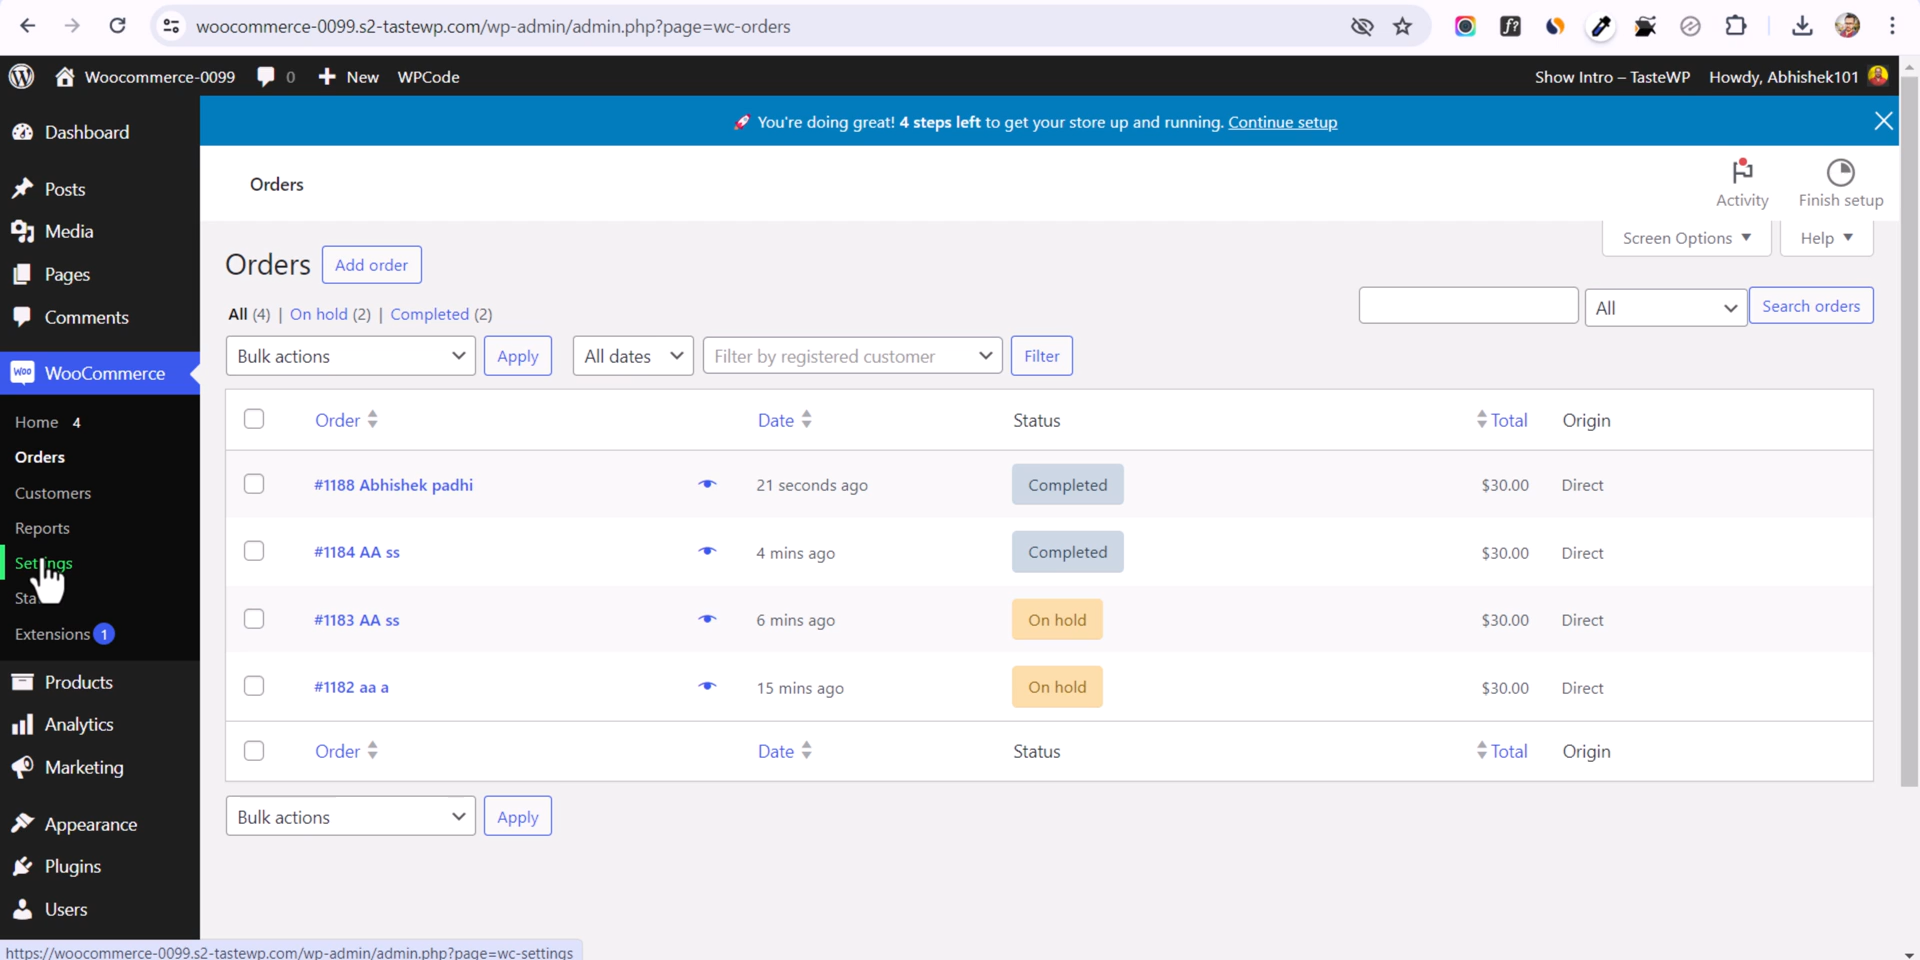 woocommerce-0099.s2-tastewp.com/wp-admin/admin.php?page=wc-orders
Woocommerce-0099 0 New WPCode Show Intro – TasteWP Howdy, Abhishek101
Dashboard
Posts
Media
Pages
Comments
WooCommerce
Home 4
Orders
Customers
Reports
Settings
Extensions 1
Products
Analytics
Marketing
Appearance
Plugins
Users
🚀 You're doing great! 4 steps left to get your store up and running. Continue setup
Orders
Activity
Finish setup
Screen Options ▼ Help ▼
Orders Add order
All (4) | On hold (2) | Completed (2)
All Search orders
Bulk actions Apply All dates Filter by registered customer Filter
Order Date Status Total Origin
#1188 Abhishek padhi 21 seconds ago Completed $30.00 Direct
#1184 AA ss 4 mins ago Completed $30.00 Direct
#1183 AA ss 6 mins ago On hold $30.00 Direct
#1182 aa a 15 mins ago On hold $30.00 Direct
Order Date Status Total Origin
Bulk actions Apply
https://woocommerce-0099.s2-tastewp.com/wp-admin/admin.php?page=wc-settings